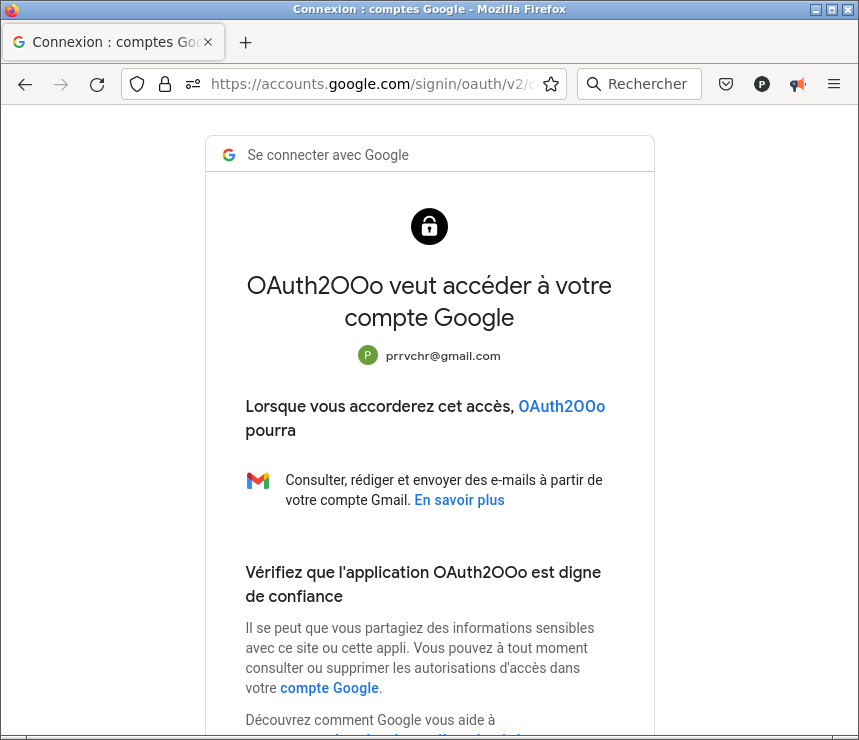 Connexion : comptes Google - Mozilla Firefox
Connexion : comptes Goo
https://accounts.google.com/signin/oauth/v2/c
Rechercher
P
Se connecter avec Google
OAuth2OOo veut accéder à votre
compte Google
P prrvchr@gmail.com
Lorsque vous accorderez cet accès, OAuth2OOo
pourra
Consulter, rédiger et envoyer des e-mails à partir de
votre compte Gmail. En savoir plus
Vérifiez que l'application OAuth2OOo est digne
de confiance
Il se peut que vous partagiez des informations sensibles
avec ce site ou cette appli. Vous pouvez à tout moment
consulter ou supprimer les autorisations d'accès dans
votre compte Google.
Découvrez comment Google vous aide à